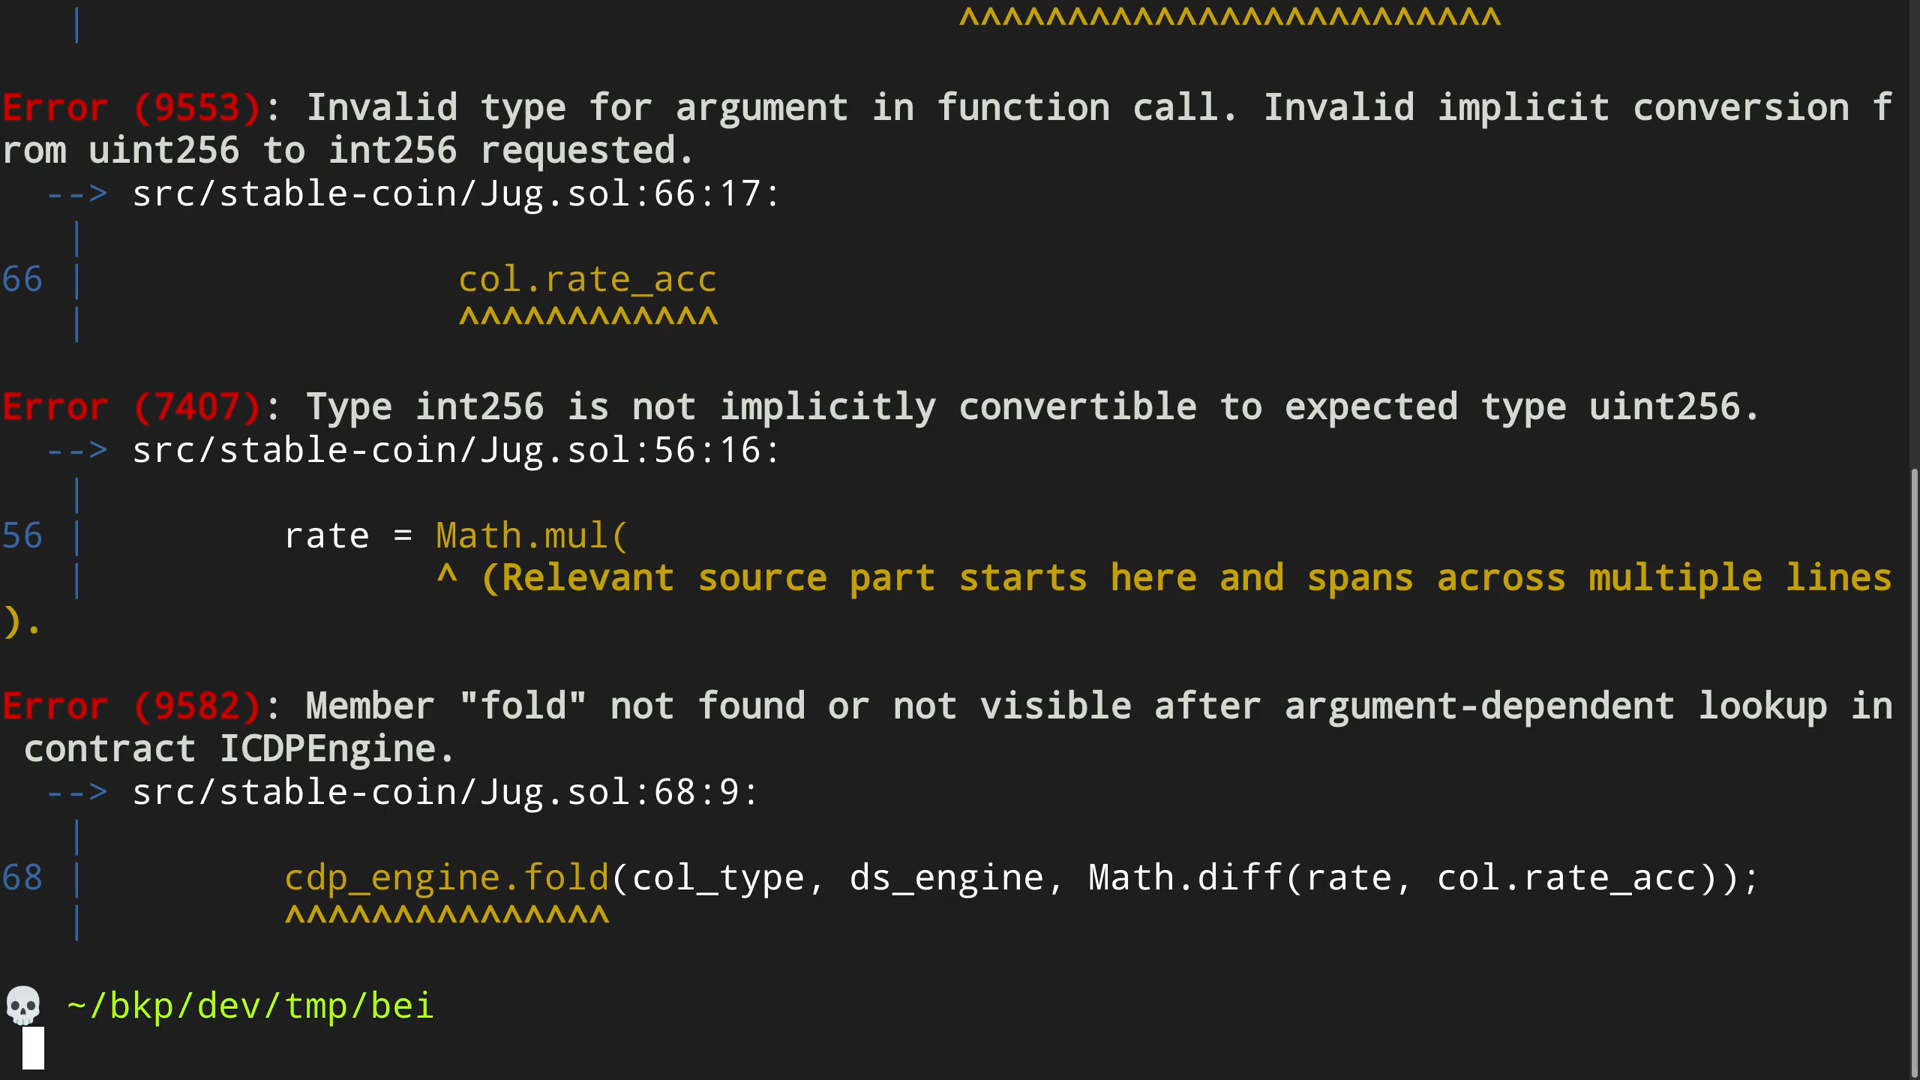 | ^^^^^^^^^^^^^^^^^^^^^^^^^
Error (9553): Invalid type for argument in function call. Invalid implicit conversion f
rom uint256 to int256 requested.
--> src/stable-coin/Jug.sol:66:17:
|
66 | col.rate_acc
| ^^^^^^^^^^^^
Error (7407): Type int256 is not implicitly convertible to expected type uint256.
--> src/stable-coin/Jug.sol:56:16:
|
56 | rate = Math.mul(
| ^ (Relevant source part starts here and spans across multiple lines
).
Error (9582): Member "fold" not found or not visible after argument-dependent lookup in
contract ICDPEngine.
--> src/stable-coin/Jug.sol:68:9:
|
68 | cdp_engine.fold(col_type, ds_engine, Math.diff(rate, col.rate_acc));
| ^^^^^^^^^^^^^^^
💀 ~/bkp/dev/tmp/bei